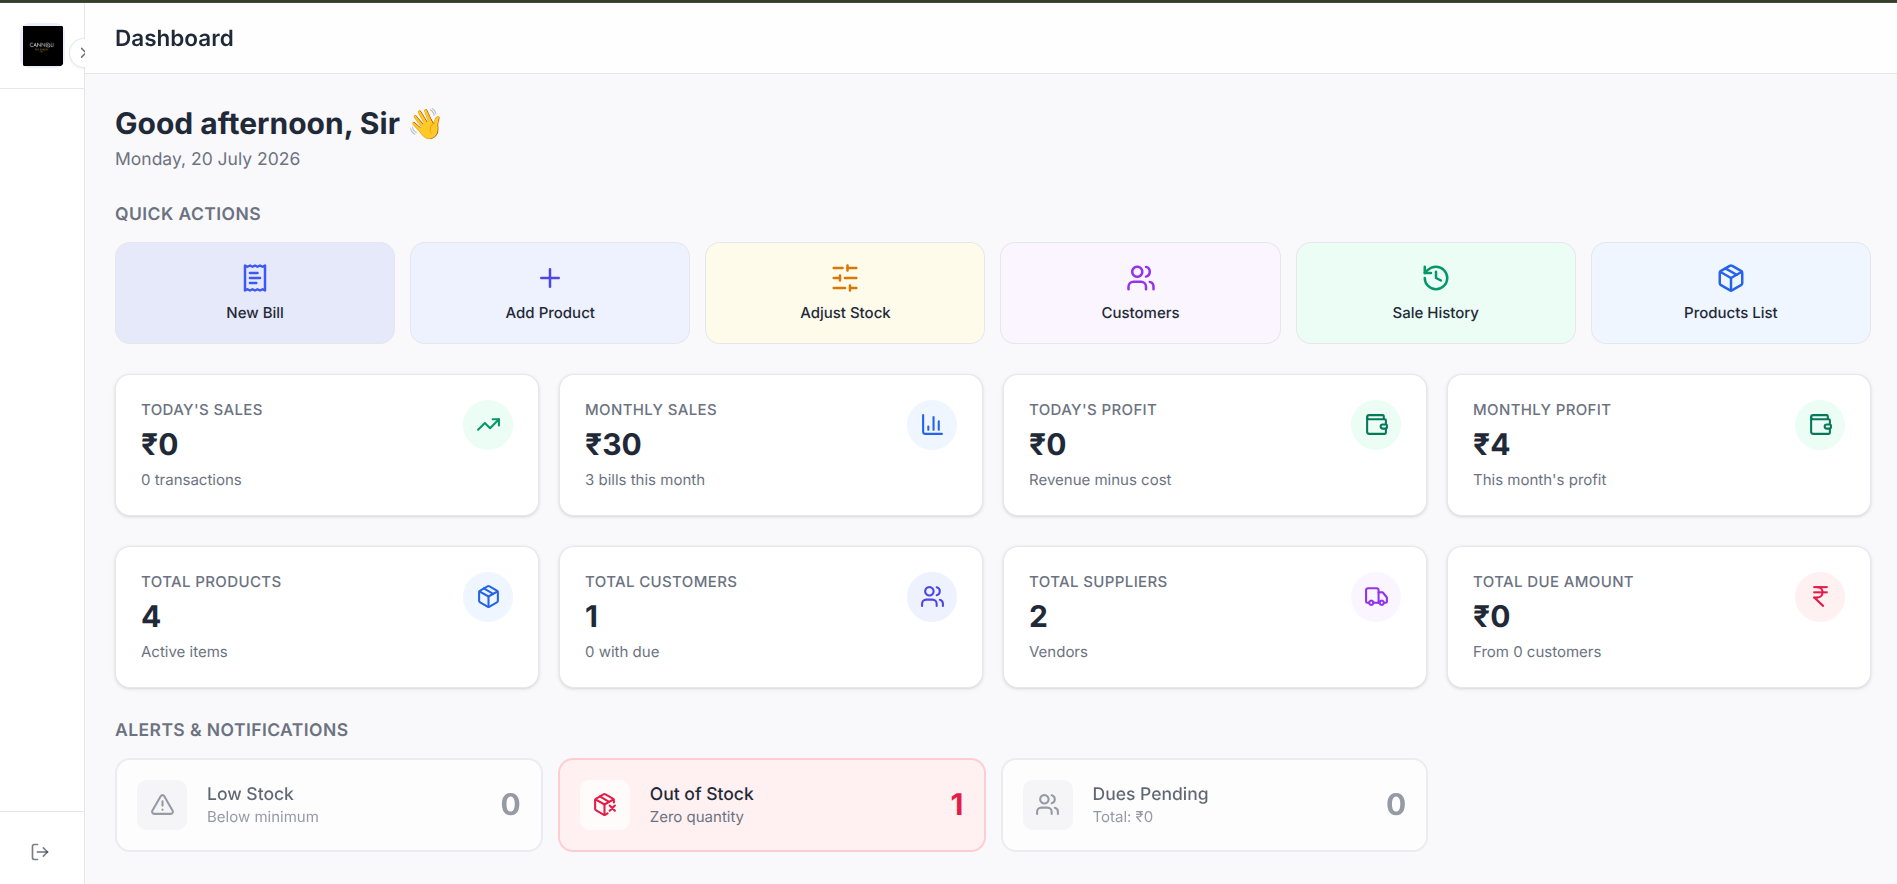 CANNIBU
Dashboard
Good afternoon, Sir 👋
Monday, 20 July 2026
QUICK ACTIONS
New Bill
Add Product
Adjust Stock
Customers
Sale History
Products List
TODAY'S SALES
₹0
0 transactions
MONTHLY SALES
₹30
3 bills this month
TODAY'S PROFIT
₹0
Revenue minus cost
MONTHLY PROFIT
₹4
This month's profit
TOTAL PRODUCTS
4
Active items
TOTAL CUSTOMERS
1
0 with due
TOTAL SUPPLIERS
2
Vendors
TOTAL DUE AMOUNT
₹0
From 0 customers
ALERTS & NOTIFICATIONS
Low Stock
Below minimum
0
Out of Stock
Zero quantity
1
Dues Pending
Total: ₹0
0